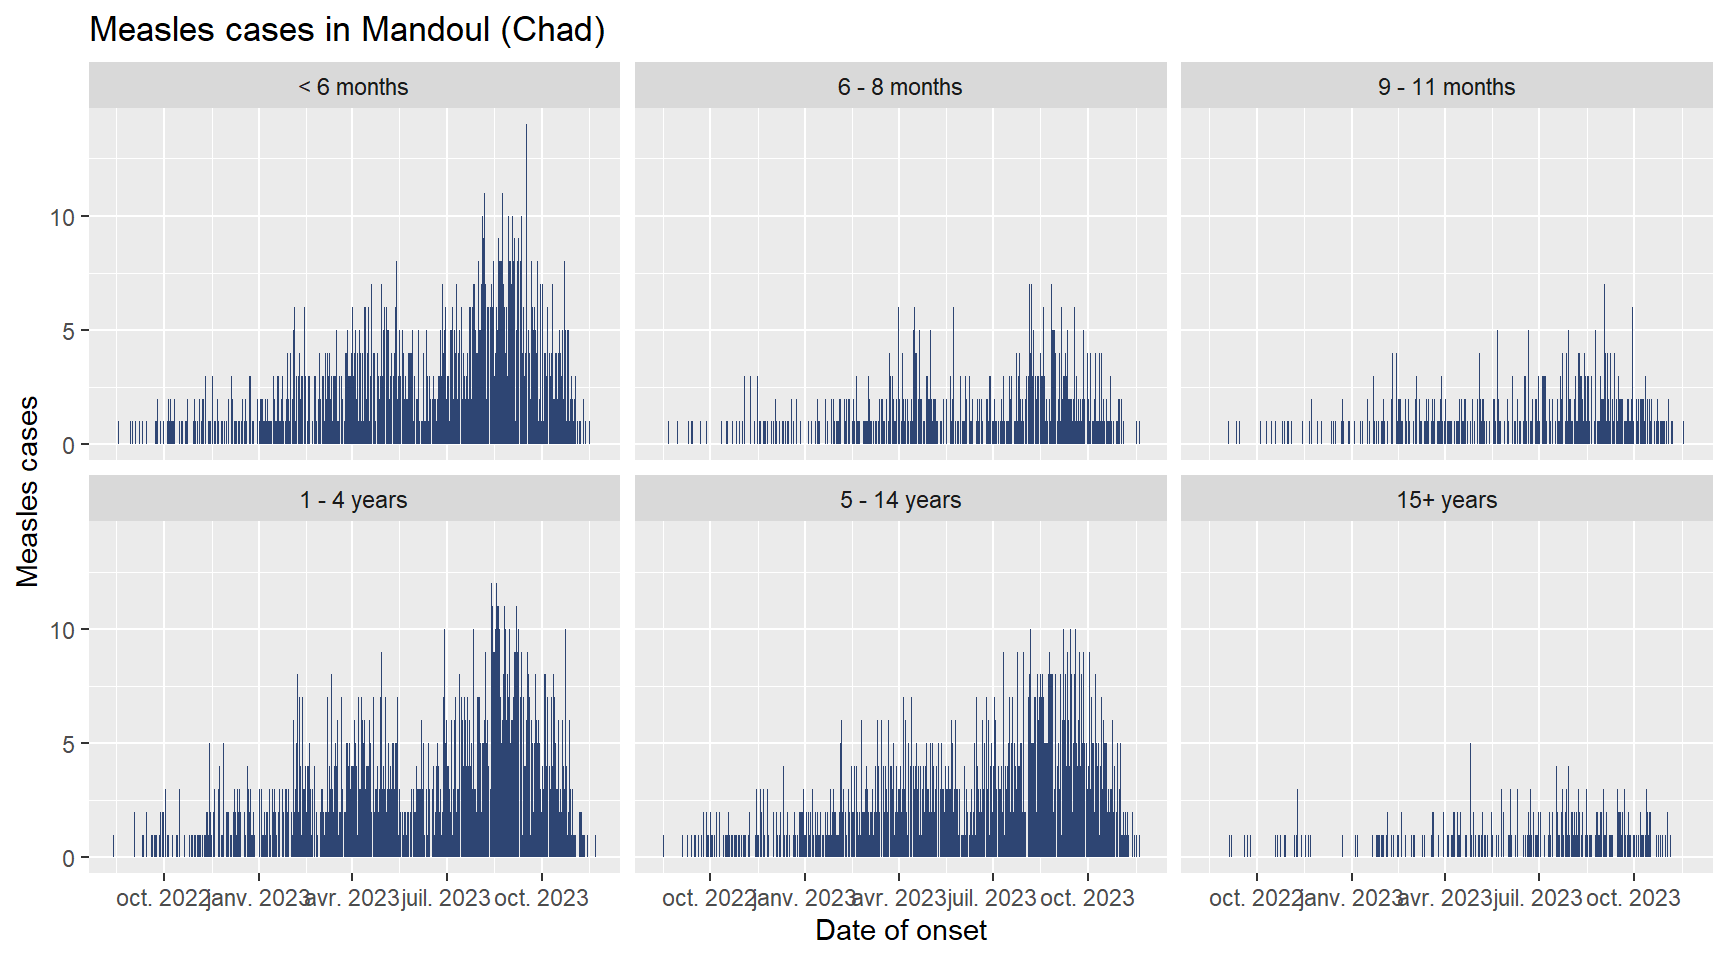 Measles cases in Mandoul (Chad)
< 6 months
6 - 8 months
9 - 11 months
10
5
0
1 - 4 years
5 - 14 years
15+ years
10
5
0
Measles cases
oct. 2022 janv. 2023 avr. 2023 juil. 2023 oct. 2023
oct. 2022 janv. 2023 avr. 2023 juil. 2023 oct. 2023
oct. 2022 janv. 2023 avr. 2023 juil. 2023 oct. 2023
Date of onset